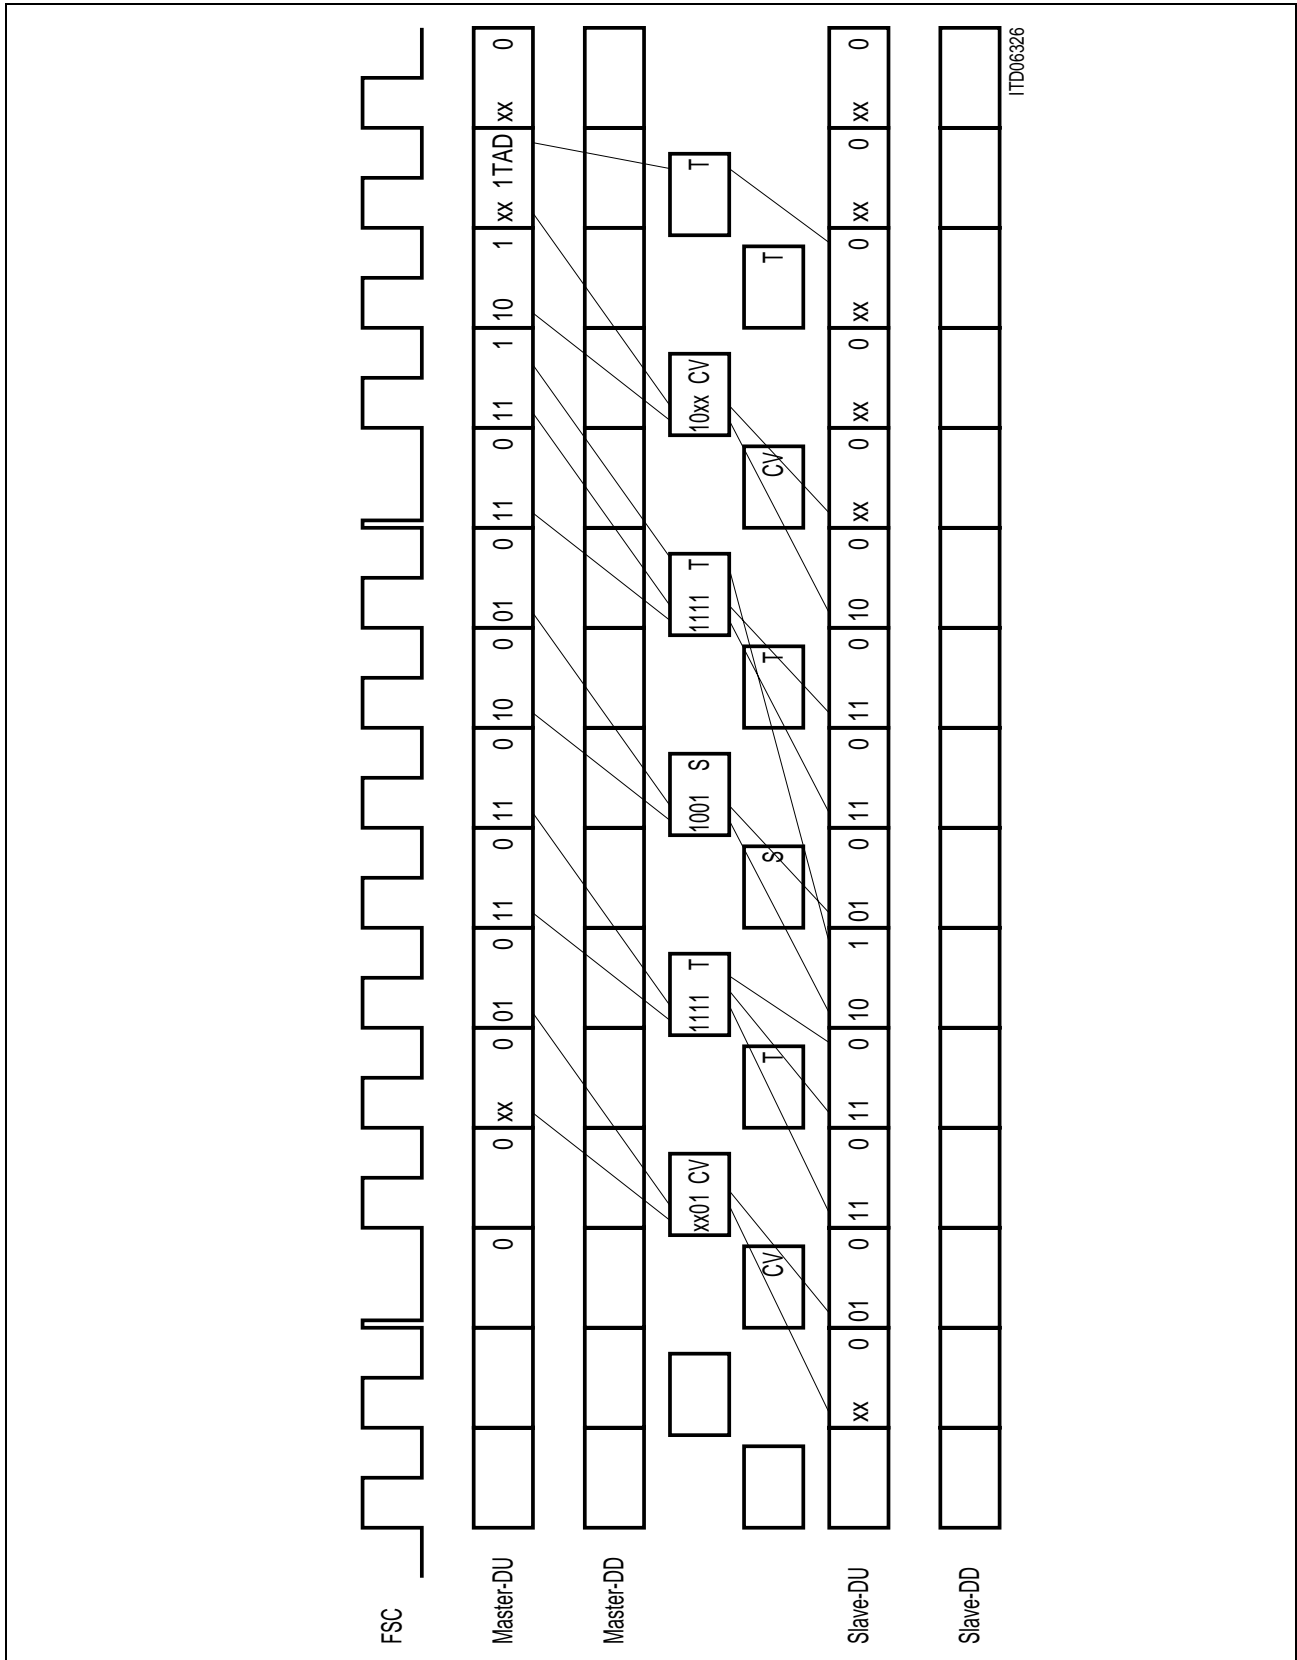 FSC
Master-DU 0 0 xx 0 01 0 11 0 11 0 10 0 01 0 11 0 11 1 10 1 xx 1TAD xx 0
Master-DD
xx01 CV 1111 T 1001 S 1111 T 10xx CV T
CV T S T CV T
Slave-DU xx 0 01 0 11 0 11 0 10 1 01 0 11 0 11 0 10 0 xx 0 xx 0 xx 0 xx 0 xx 0
Slave-DD
ITD06326